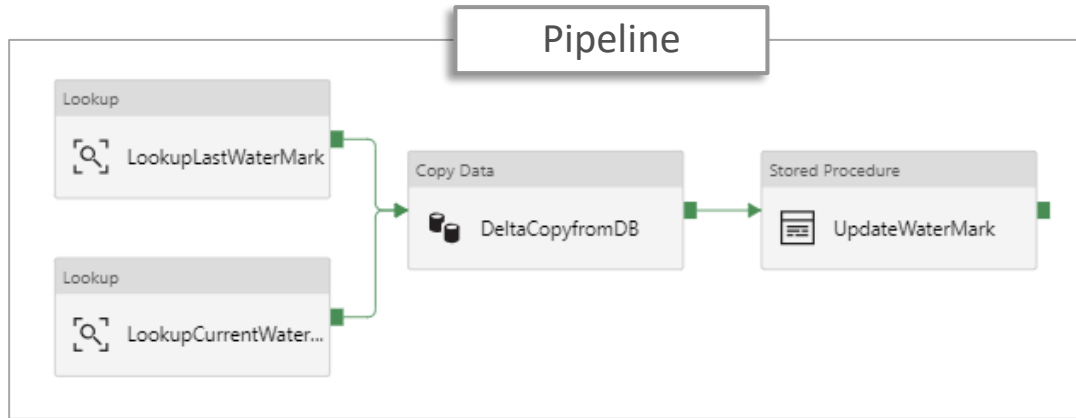 Pipeline
Lookup
LookupLastWaterMark
Copy Data
DeltaCopyfromDB
Stored Procedure
UpdateWaterMark
Lookup
LookupCurrentWater...